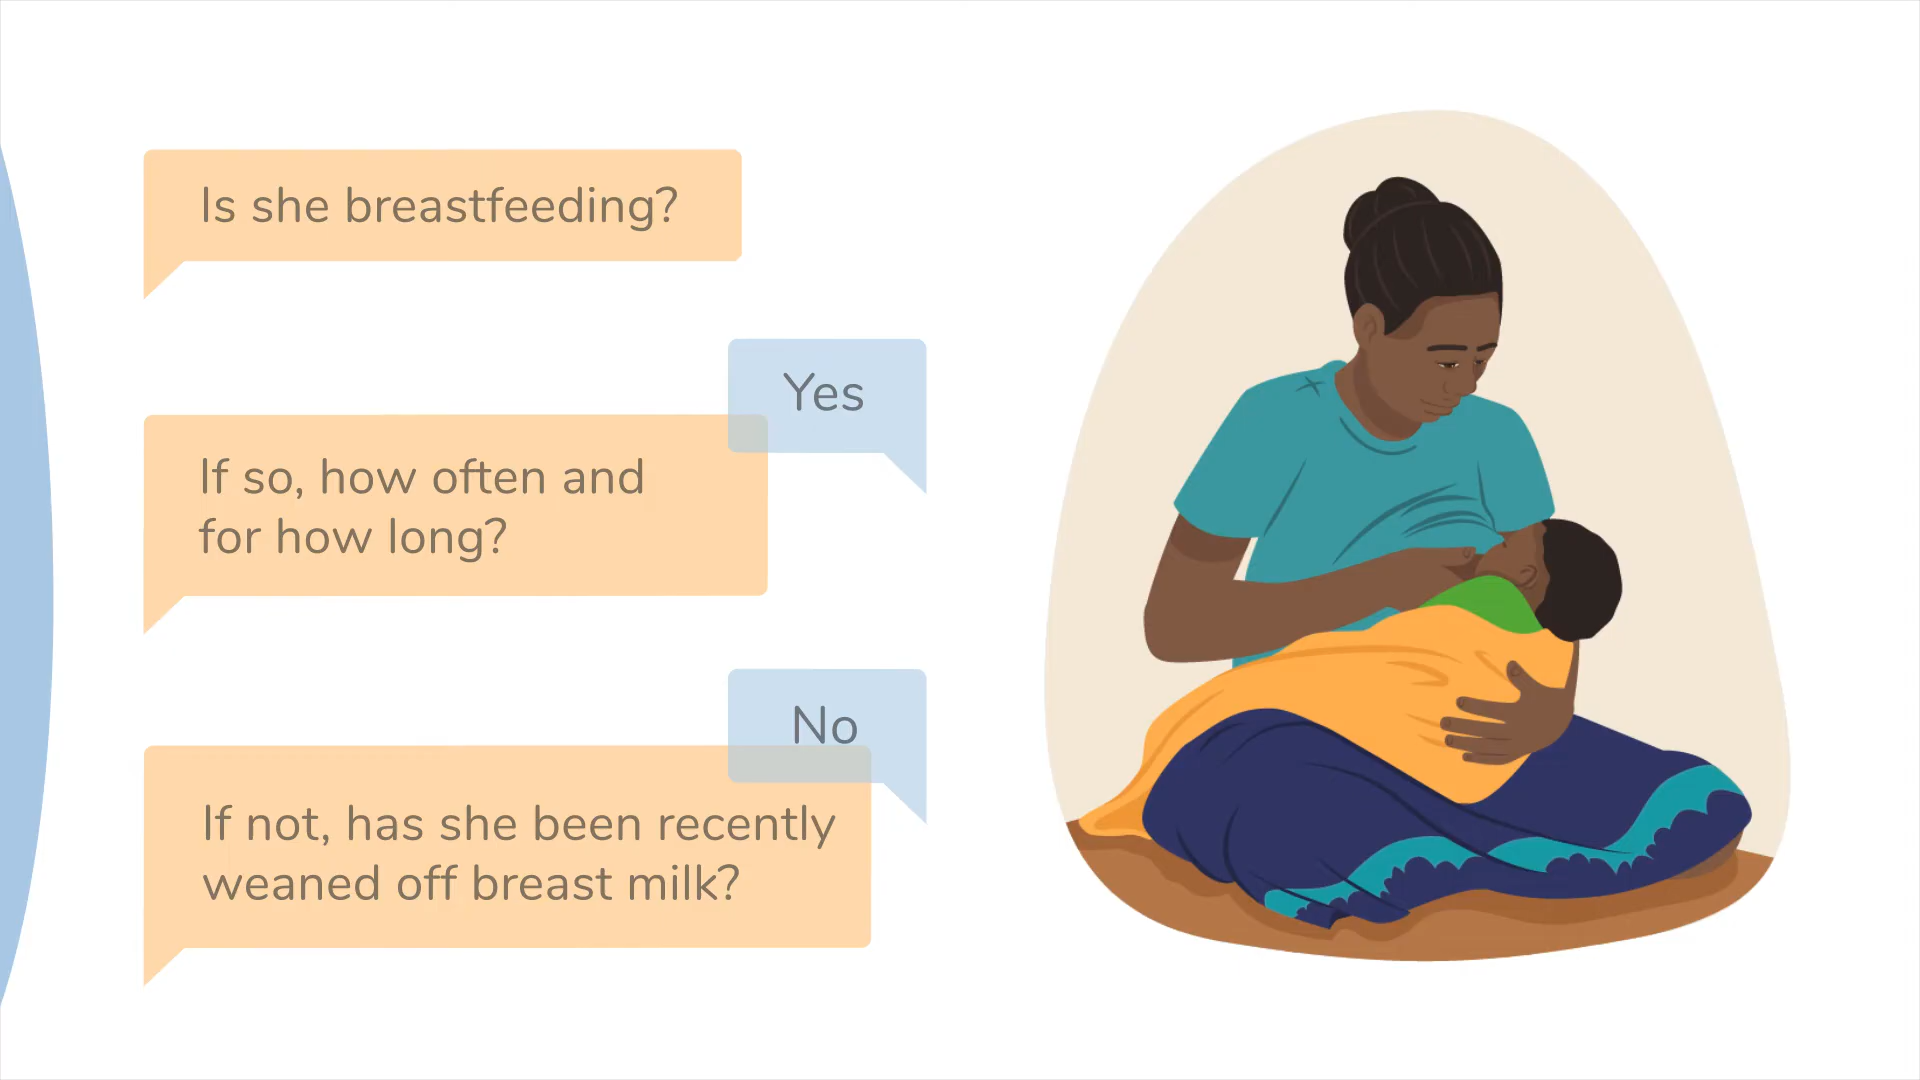 Is she breastfeeding?
Yes
If so, how often and
for how long?
No
If not, has she been recently
weaned off breast milk?